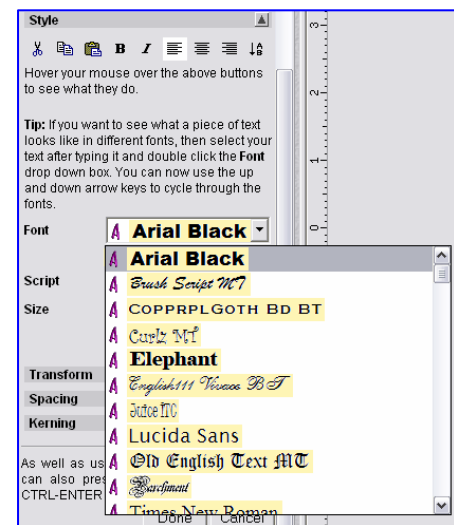 Style
B I
Hover your mouse over the above buttons
to see what they do.
Tip: If you want to see what a piece of text
looks like in different fonts, then select your
text after typing it and double click the Font
drop down box. You can now use the up
and down arrow keys to cycle through the
fonts.
Font
Arial Black
Arial Black
Script
Brush Script MT
Size
COPPRPLGOTH BD BT
Curlz MT
Elephant
Transform
English111 Vivace BT
Spacing
Juice ITC
Kerning
Lucida Sans
Old English Text MT
As well as us
can also pres
CTRL-ENTER
Parchment
Times New Roman
Done Cancel
3
2
1
0